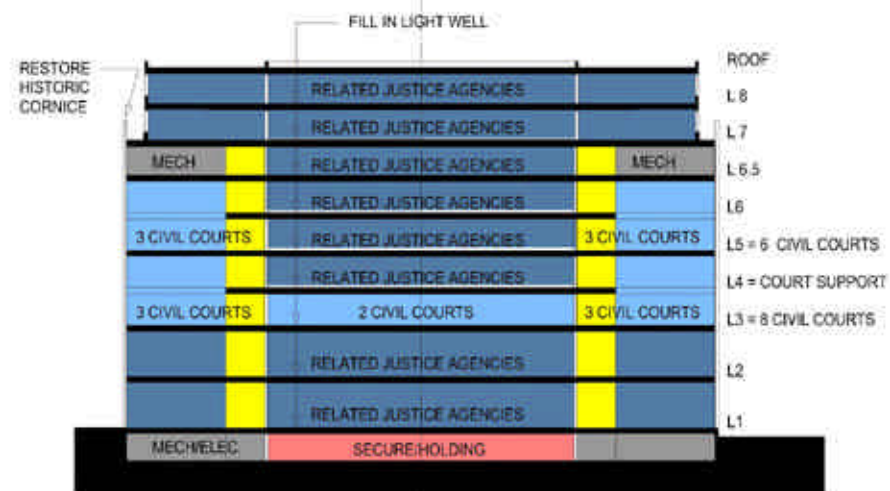 FILL IN LIGHT WELL
RESTORE
HISTORIC
CORNICE
ROOF
RELATED JUSTICE AGENCIES
L 8
RELATED JUSTICE AGENCIES
L 7
MECH
RELATED JUSTICE AGENCIES
MECH
L 6.5
RELATED JUSTICE AGENCIES
L6
3 CIVIL COURTS
RELATED JUSTICE AGENCIES
3 CIVIL COURTS
L5 = 6 CIVIL COURTS
RELATED JUSTICE AGENCIES
L4 = COURT SUPPORT
3 CIVIL COURTS
2 CIVIL COURTS
3 CIVIL COURTS
L3 = 8 CIVIL COURTS
RELATED JUSTICE AGENCIES
L2
RELATED JUSTICE AGENCIES
L1
MECH/ELEC
SECURE/HOLDING